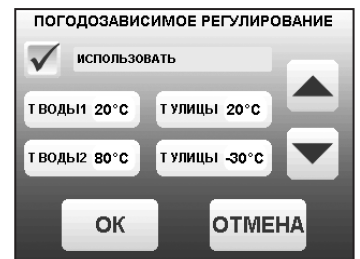 ПОГОДОЗАВИСИМОЕ РЕГУЛИРОВАНИЕ
ИСПОЛЬЗОВАТЬ
Т ВОДЫ1 20°C Т УЛИЦЫ 20°C
Т ВОДЫ2 80°C Т УЛИЦЫ -30°C
ОК ОТМЕНА